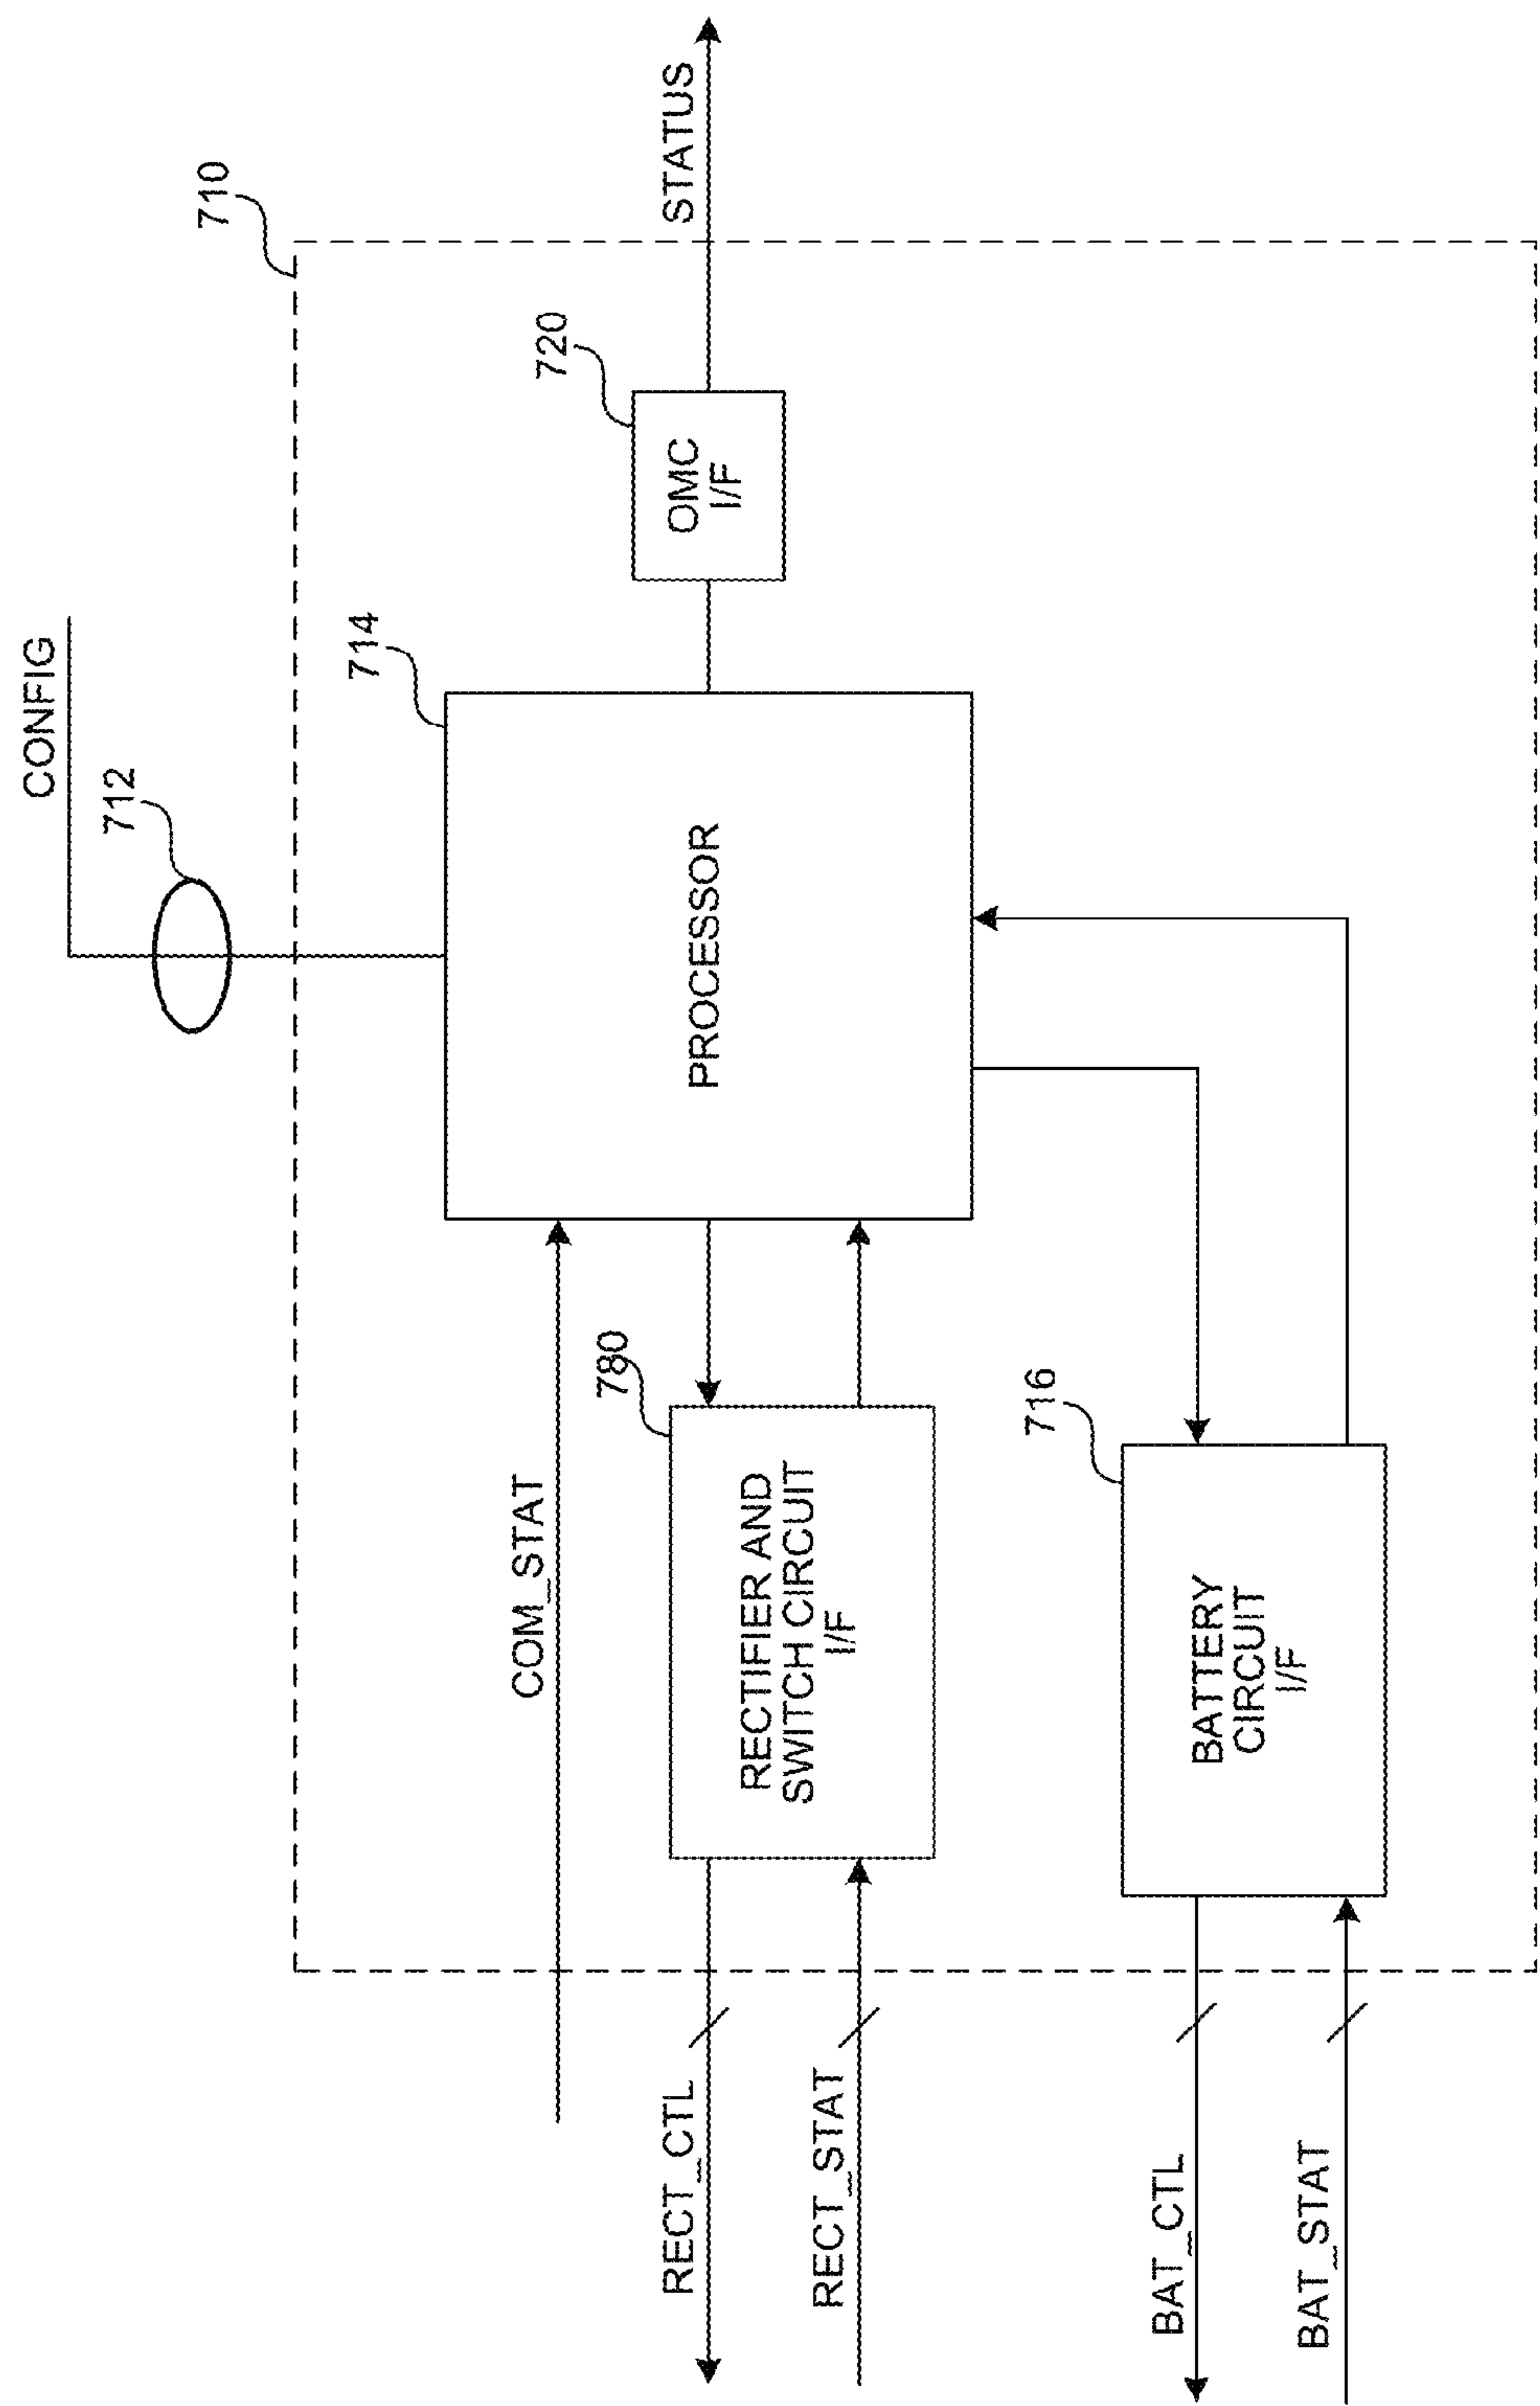 CONFIG
712
710
714
720
STATUS
COM_STAT
PROCESSOR
OMC
I/F
780
RECT_CTL
RECT_STAT
RECTIFIER AND
SWITCH CIRCUIT
I/F
716
BAT_CTL
BAT_STAT
BATTERY
CIRCUIT
I/F